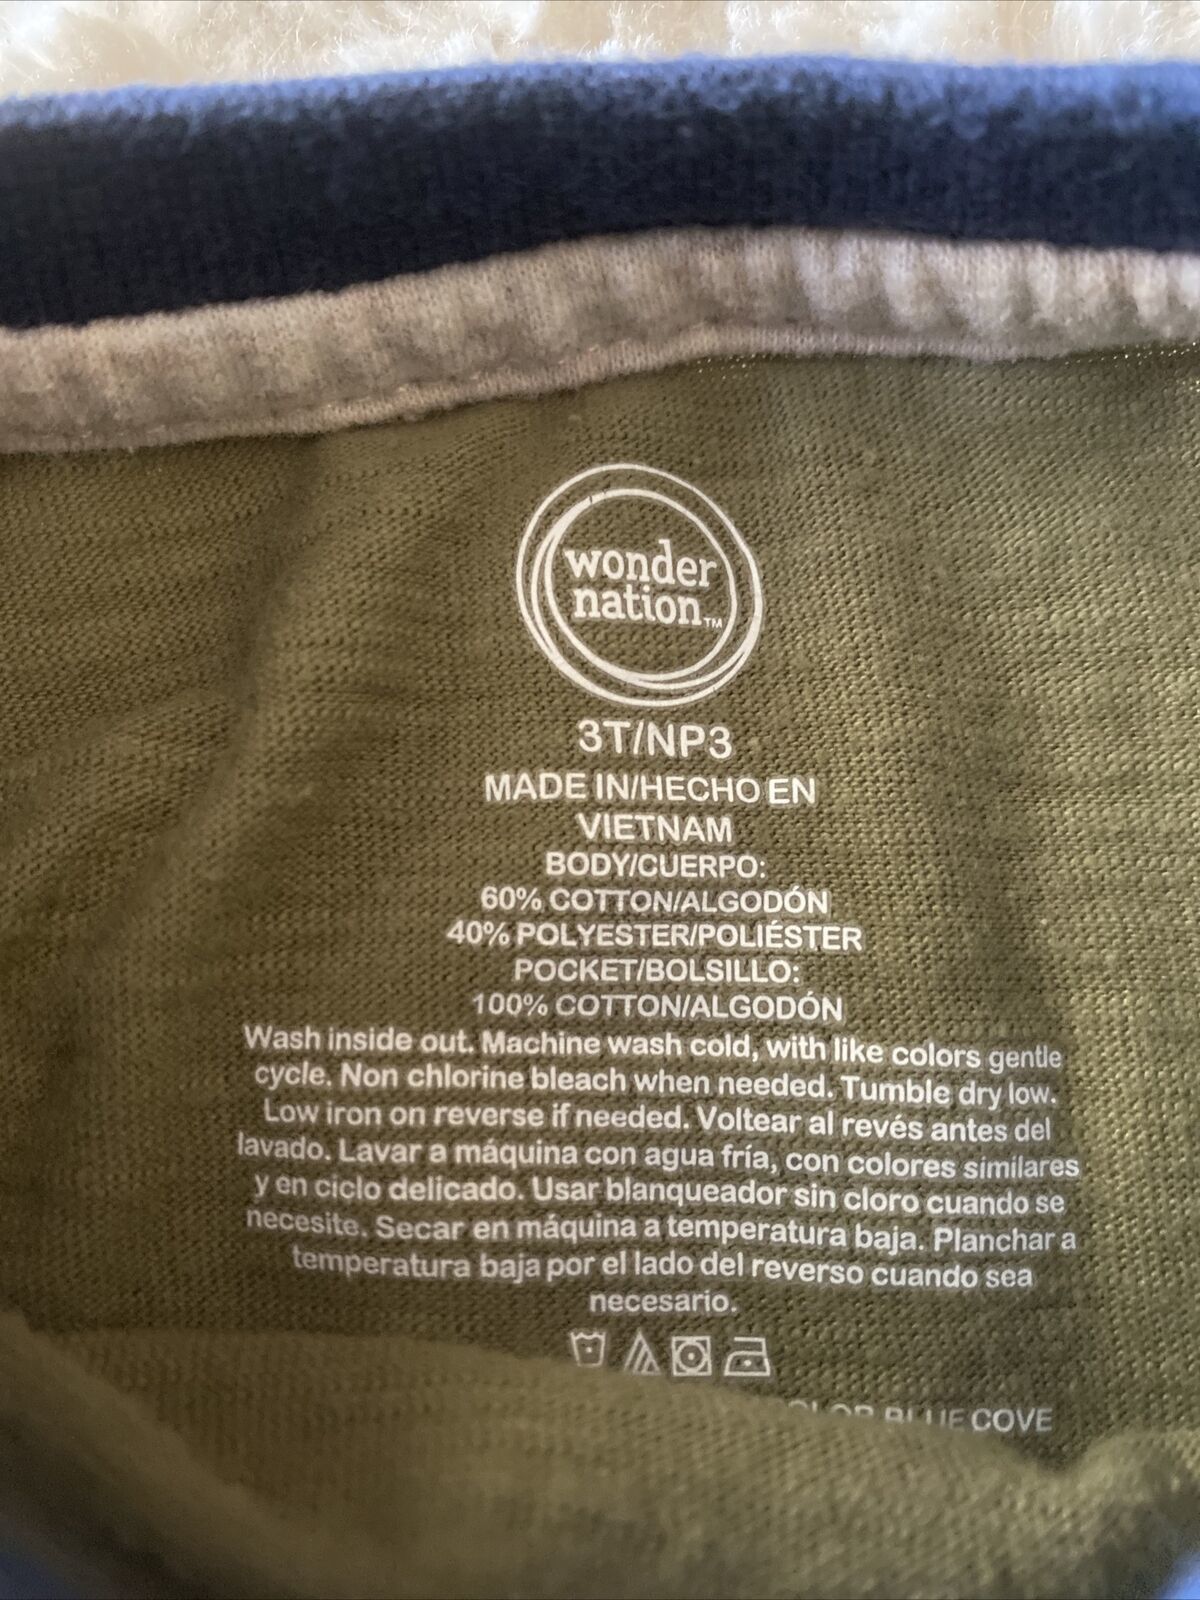 wonder
nation™
3T/NP3
MADE IN/HECHO EN
VIETNAM
BODY/CUERPO:
60% COTTON/ALGODÓN
40% POLYESTER/POLIÉSTER
POCKET/BOLSILLO:
100% COTTON/ALGODÓN
Wash inside out. Machine wash cold, with like colors gentle
cycle. Non chlorine bleach when needed. Tumble dry low.
Low iron on reverse if needed. Voltear al revés antes del
lavado. Lavar a máquina con agua fría, con colores similares
y en ciclo delicado. Usar blanqueador sin cloro cuando se
necesite. Secar en máquina a temperatura baja. Planchar a
temperatura baja por el lado del reverso cuando sea
necesario.
BLUE COVE